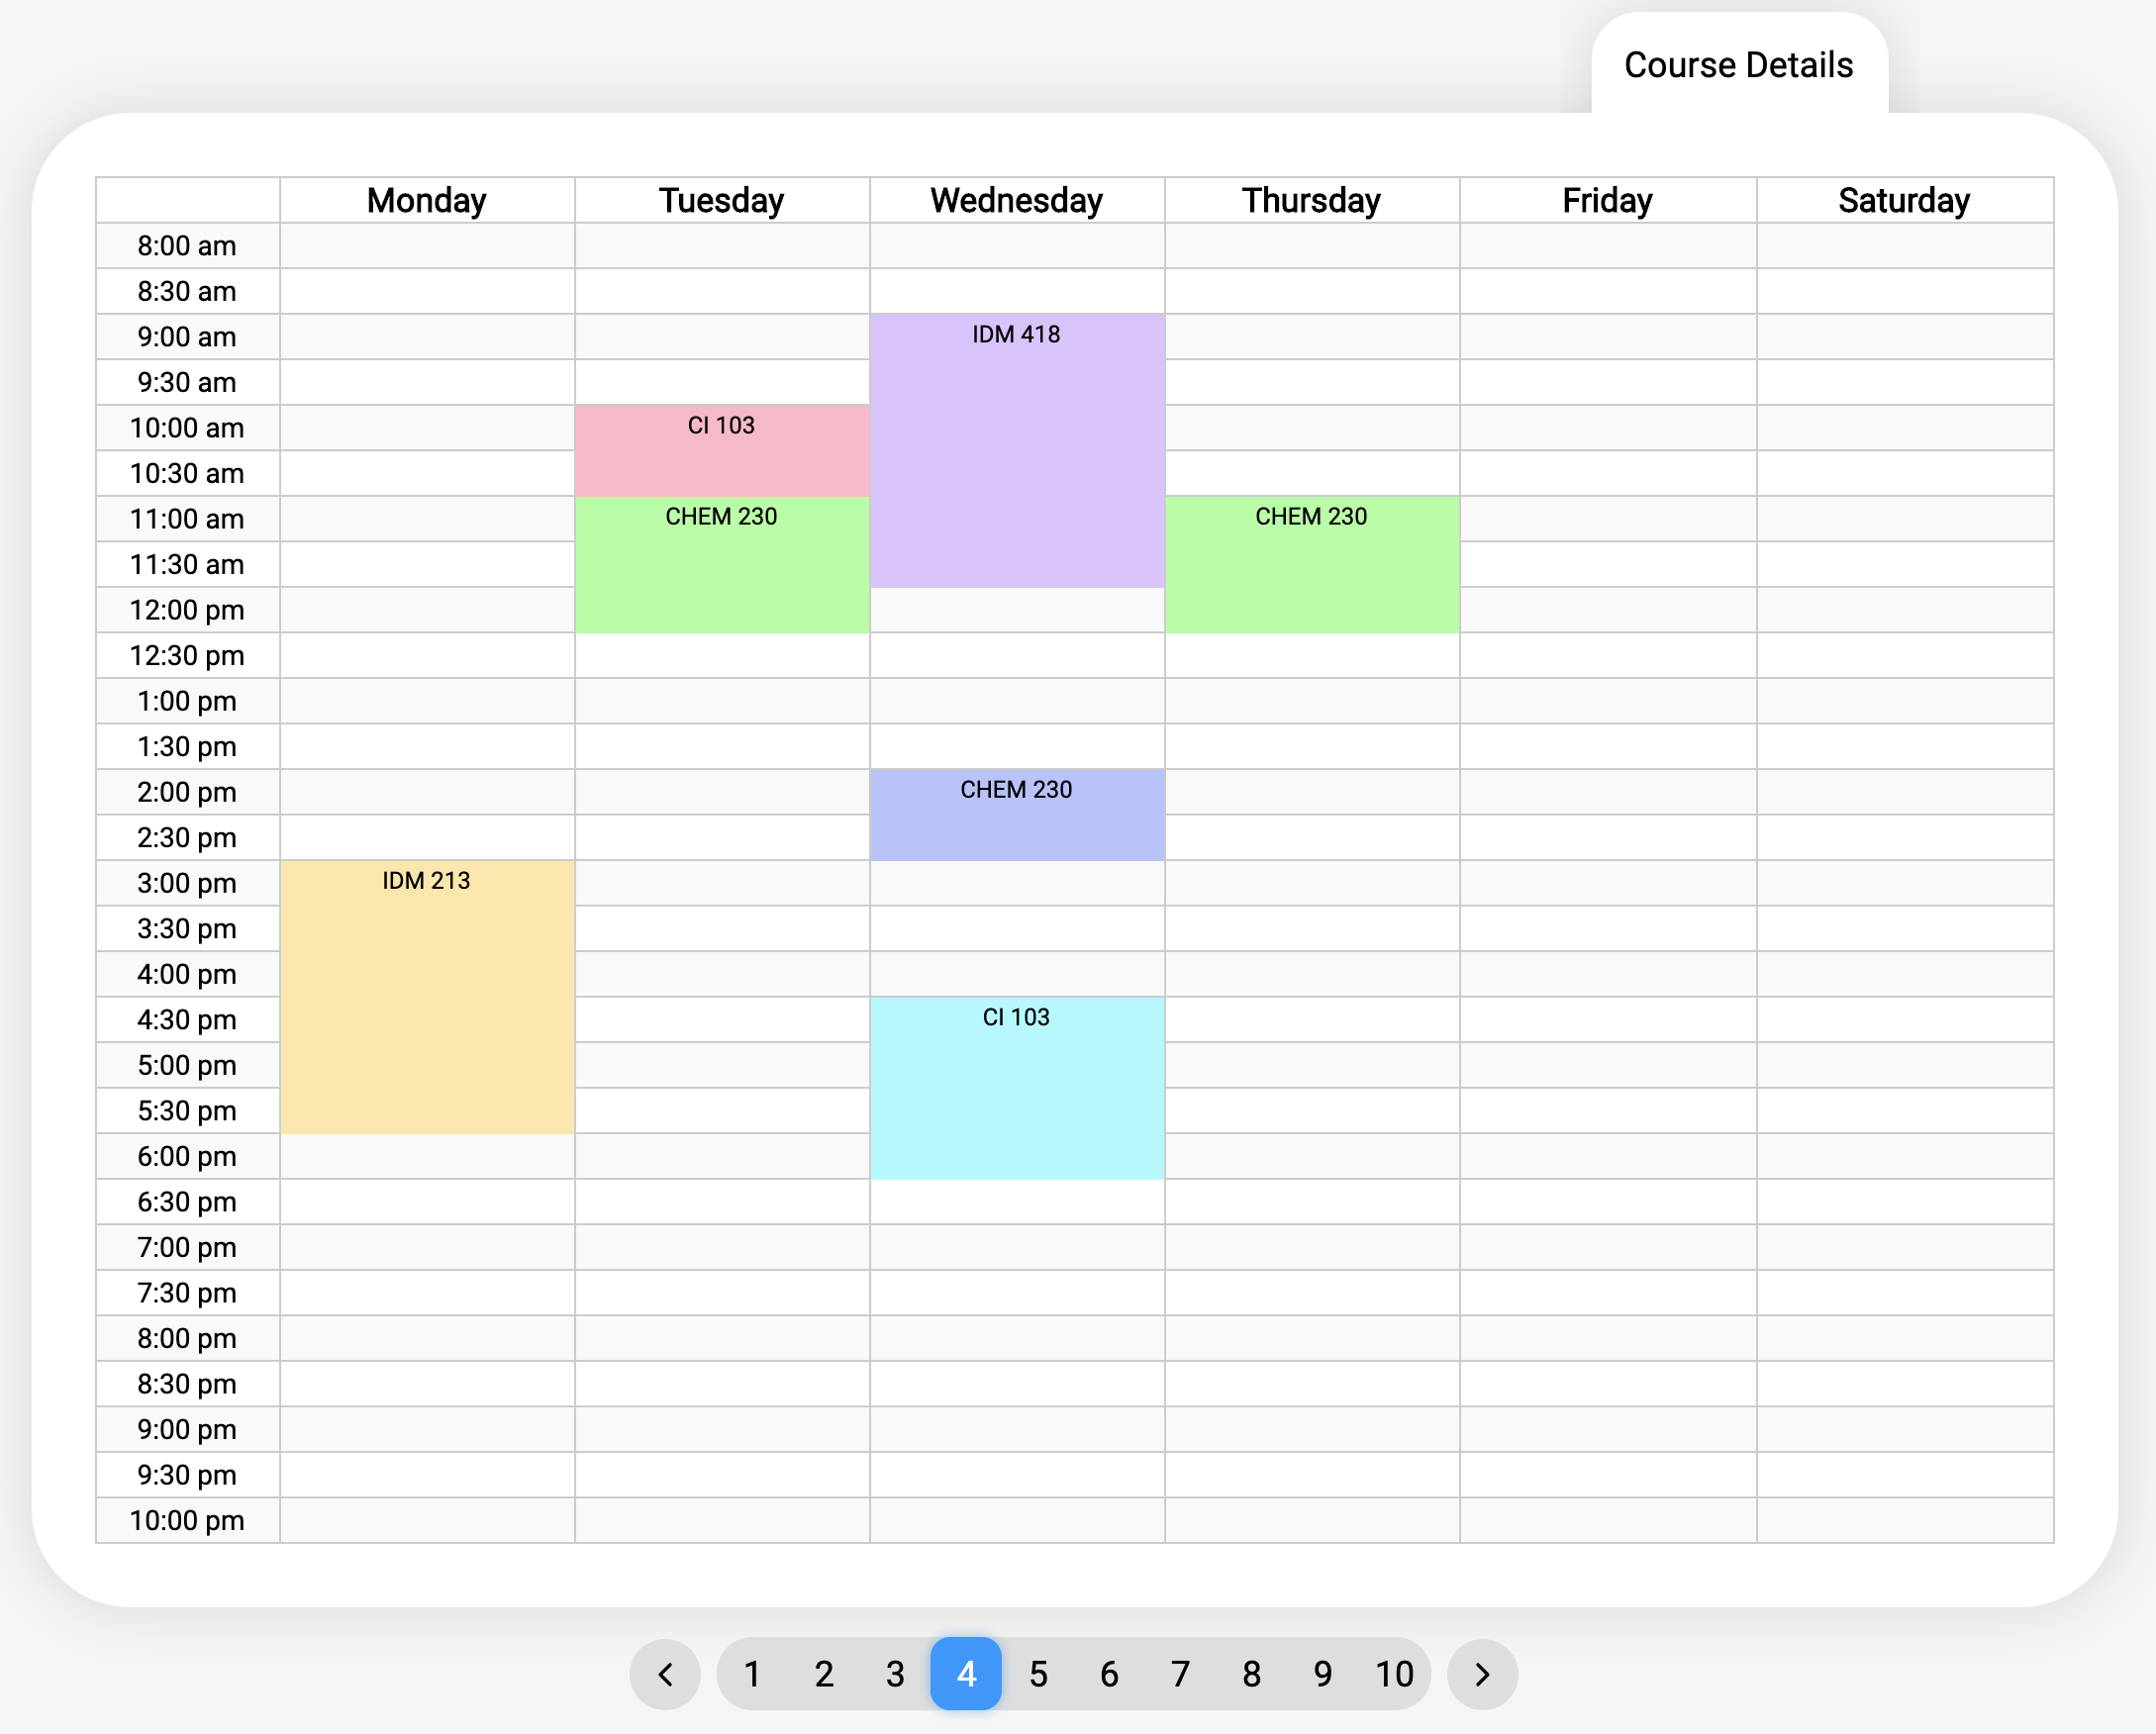 Course Details
Monday Tuesday Wednesday Thursday Friday Saturday
8:00 am
8:30 am
9:00 am IDM 418
9:30 am
10:00 am CI 103
10:30 am
11:00 am CHEM 230 CHEM 230
11:30 am
12:00 pm
12:30 pm
1:00 pm
1:30 pm
2:00 pm CHEM 230
2:30 pm
3:00 pm IDM 213
3:30 pm
4:00 pm
4:30 pm CI 103
5:00 pm
5:30 pm
6:00 pm
6:30 pm
7:00 pm
7:30 pm
8:00 pm
8:30 pm
9:00 pm
9:30 pm
10:00 pm
1 2 3 4 5 6 7 8 9 10